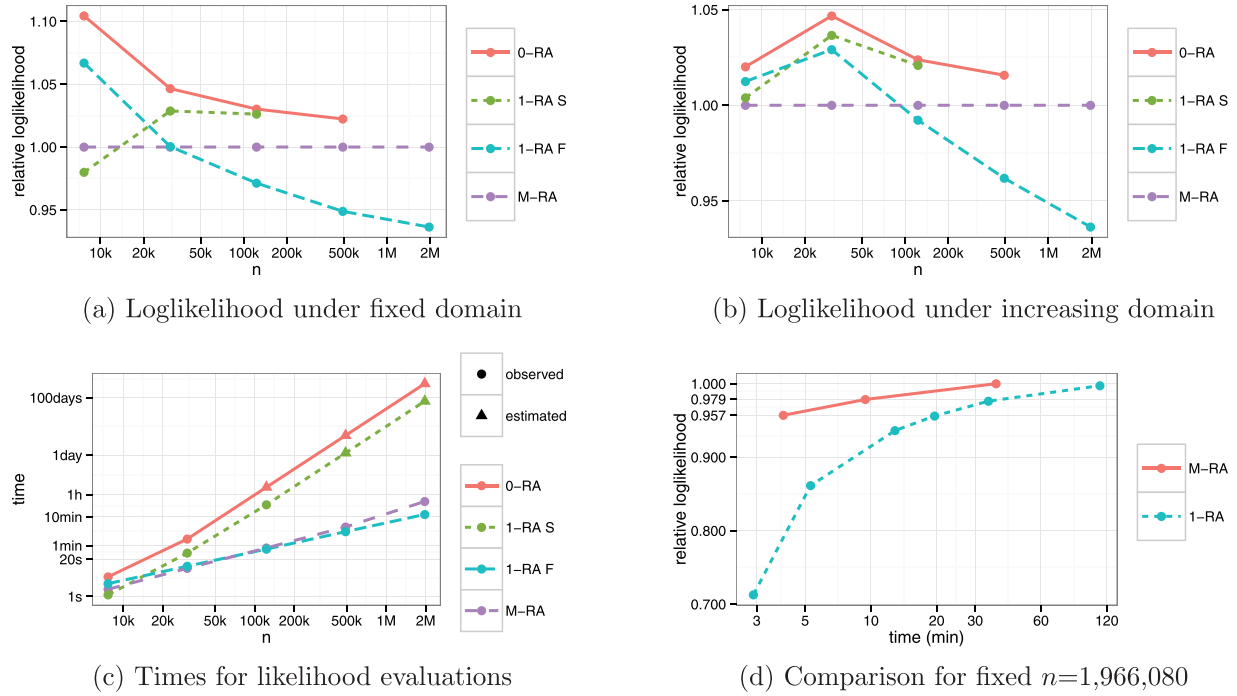 1.10
1.05
1.00
0.95
relative loglikelihood
10k 20k 50k 100k 200k 500k 1M 2M
n
0−RA
1−RA S
1−RA F
M−RA
(a) Loglikelihood under fixed domain
1.05
1.00
0.95
relative loglikelihood
10k 20k 50k 100k 200k 500k 1M 2M
n
0−RA
1−RA S
1−RA F
M−RA
(b) Loglikelihood under increasing domain
100days
1day
1h
10min
1min
20s
1s
time
10k 20k 50k 100k 200k 500k 1M 2M
n
observed
estimated
0−RA
1−RA S
1−RA F
M−RA
(c) Times for likelihood evaluations
1.000
0.979
0.957
0.900
0.800
0.700
relative loglikelihood
3 5 10 20 30 60 120
time (min)
M−RA
1−RA
(d) Comparison for fixed n=1,966,080